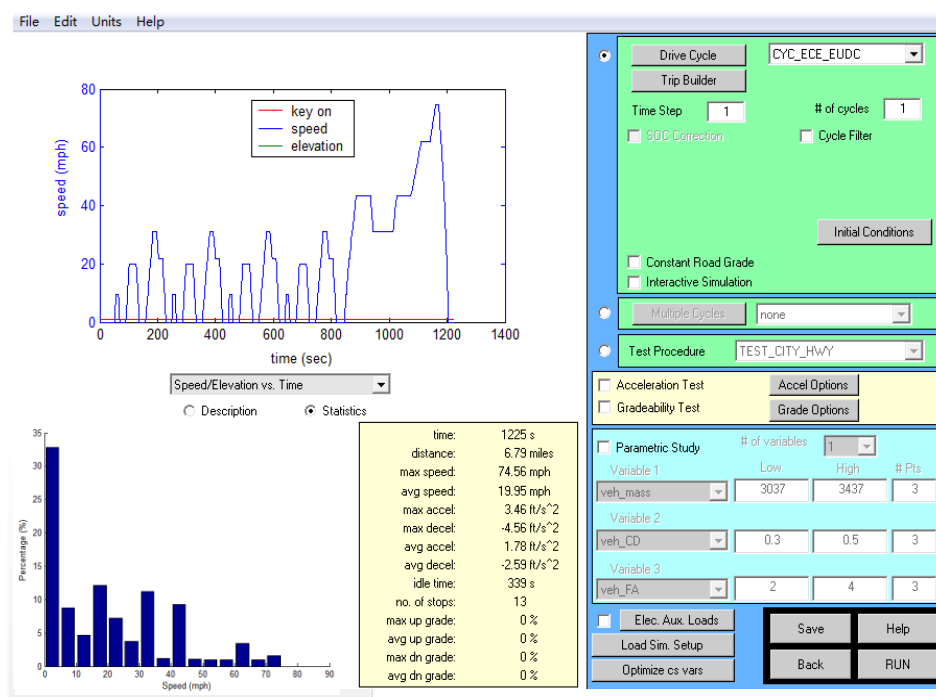 File Edit Units Help
80
60
40
20
0
speed (mph)
key on
speed
elevation
0 200 400 600 800 1000 1200 1400
time (sec)
Speed/Elevation vs. Time
Description Statistics
35
30
25
20
15
10
5
0
Percentage (%)
0 10 20 30 40 50 60 70 80 90
Speed (mph)
time: 1225 s
distance: 6.79 miles
max speed: 74.56 mph
avg speed: 19.95 mph
max accel: 3.46 ft/s^2
max decel: -4.56 ft/s^2
avg accel: 1.78 ft/s^2
avg decel: -2.59 ft/s^2
idle time: 339 s
no. of stops: 13
max up grade: 0 %
avg up grade: 0 %
max dn grade: 0 %
avg dn grade: 0 %
Drive Cycle CYC_ECE_EUDC
Trip Builder
Time Step 1 # of cycles 1
SOC Correction Cycle Filter
Initial Conditions
Constant Road Grade
Interactive Simulation
Multiple Cycles none
Test Procedure TEST_CITY_HWY
Acceleration Test Accel Options
Gradeability Test Grade Options
Parametric Study # of variables 1
Variable 1 Low High # Pts
veh_mass 3037 3437 3
Variable 2
veh_CD 0.3 0.5 3
Variable 3
veh_FA 2 4 3
Elec. Aux. Loads
Load Sim. Setup
Optimize cs vars
Save Help
Back RUN